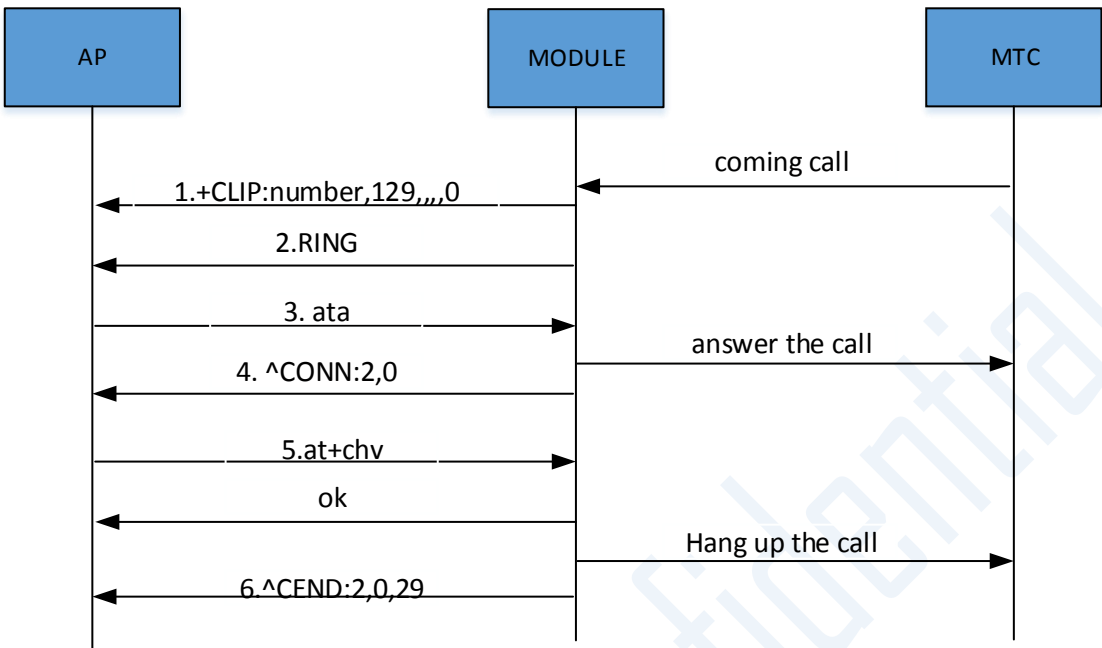 AP
MODULE
MTC
coming call
1.+CLIP:number,129,,,,0
2.RING
3. ata
answer the call
4. ^CONN:2,0
5.at+chv
ok
Hang up the call
6.^CEND:2,0,29
fidential